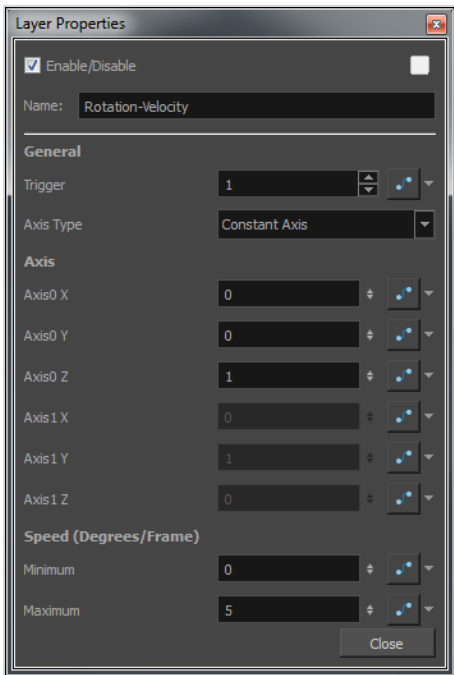 Layer Properties
Enable/Disable
Name: Rotation-Velocity
General
Trigger 1
Axis Type Constant Axis
Axis
Axis0 X 0
Axis0 Y 0
Axis0 Z 1
Axis1 X 0
Axis1 Y 1
Axis1 Z 0
Speed (Degrees/Frame)
Minimum 0
Maximum 5
Close